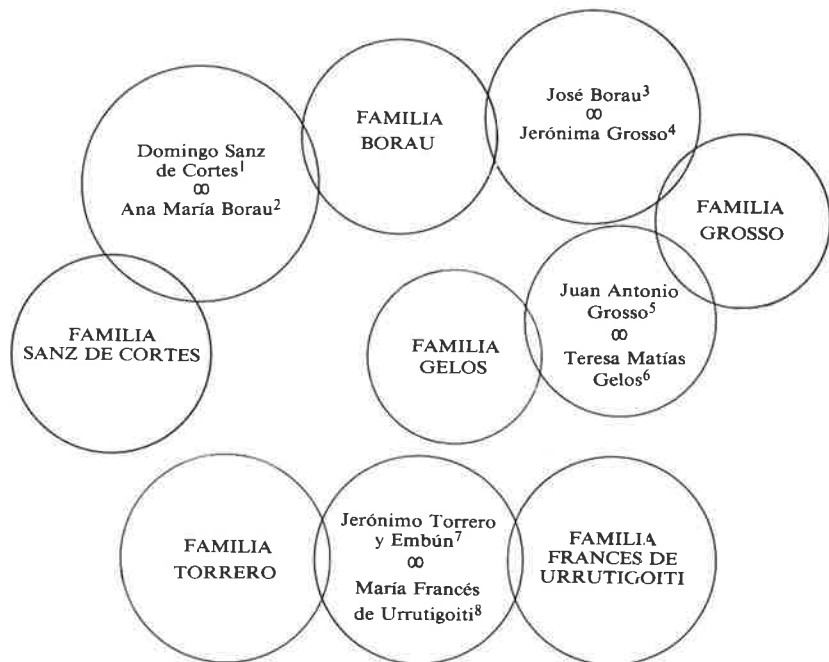 José Borau³
∞
Jerónima Grosso⁴
FAMILIA
BORAU
Domingo Sanz
de Cortes¹
∞
Ana María Borau²
FAMILIA
GROSSO
Juan Antonio
Grosso⁵
∞
Teresa Matías
Gelos⁶
FAMILIA
SANZ DE CORTES
FAMILIA
GELOS
FAMILIA
TORRERO
Jerónimo Torrero
y Embún⁷
∞
María Francés
de Urrutigoiti⁸
FAMILIA
FRANCES DE
URRUTIGOITI